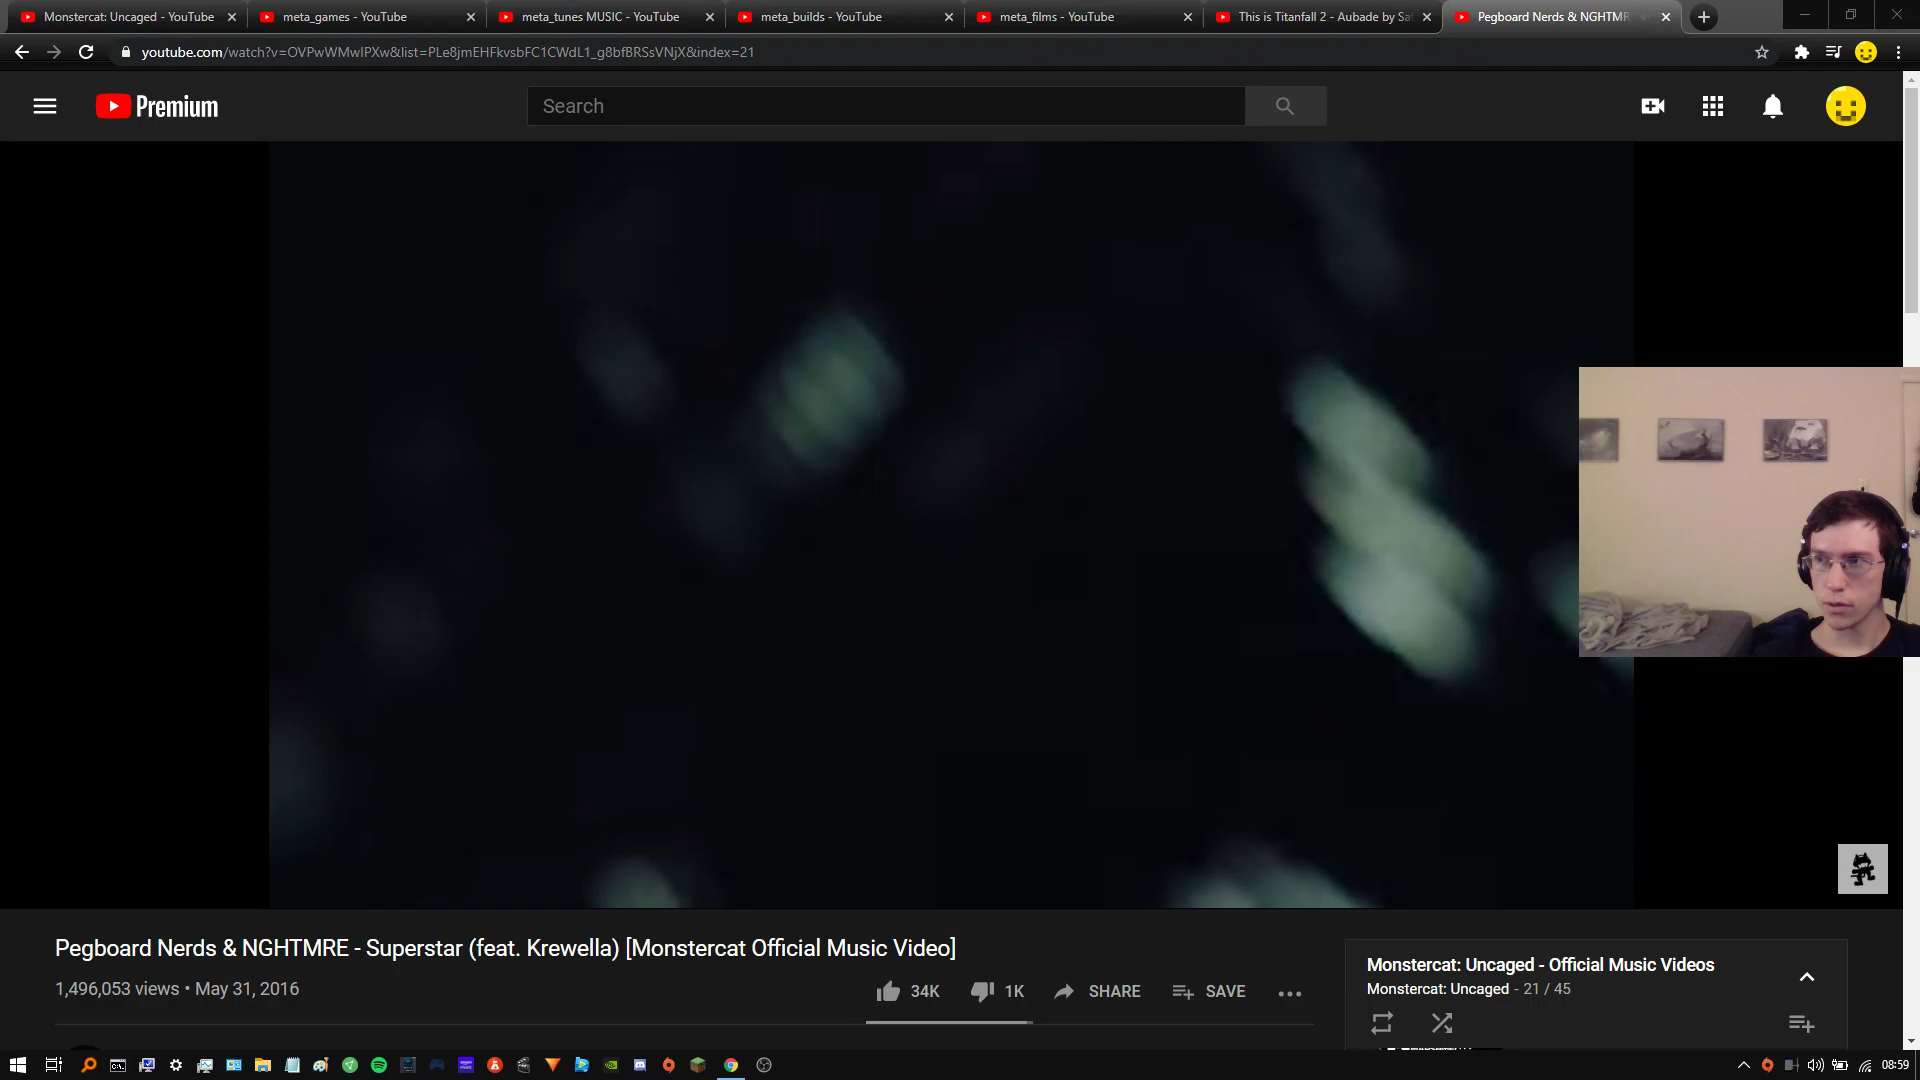 Monstercat: Uncaged - YouTube
meta_games - YouTube
meta_tunes MUSIC - YouTube
meta_builds - YouTube
meta_films - YouTube
This is Titanfall 2 - Aubade by Sa
Pegboard Nerds & NGHTMR
youtube.com/watch?v=OVPwWMwIPXw&list=PLe8jmEHFkvsbFC1CWdL1_g8bfBRSsVNjX&index=21
Premium
Search
Pegboard Nerds & NGHTMRE - Superstar (feat. Krewella) [Monstercat Official Music Video]
1,496,053 views • May 31, 2016
34K
1K
SHARE
SAVE
Monstercat: Uncaged - Official Music Videos
Monstercat: Uncaged - 21 / 45
08:59